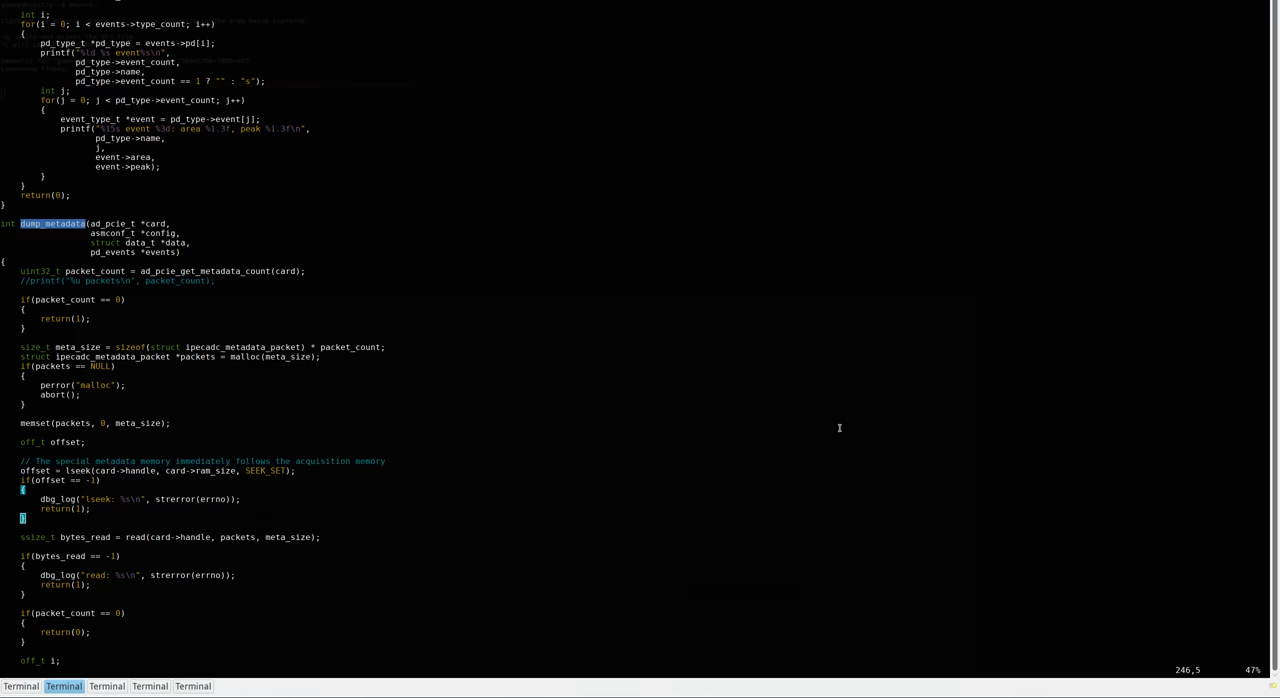 int i;
for(i = 0; i < events->type_count; i++)
{
pd_type_t *pd_type = events->pd[i];
printf("%ld %s event%s\n",
pd_type->event_count,
pd_type->name,
pd_type->event_count == 1 ? "" : "s");
int j;
for(j = 0; j < pd_type->event_count; j++)
{
event_type_t *event = pd_type->event[j];
printf("%15s event %3d: area %1.3f, peak %1.3f\n",
pd_type->name,
j,
event->area,
event->peak);
}
}
return(0);
}
int dump_metadata(ad_pcie_t *card,
asmconf_t *config,
struct data_t *data,
pd_events *events)
{
uint32_t packet_count = ad_pcie_get_metadata_count(card);
//printf("%u packets\n", packet_count);
if(packet_count == 0)
{
return(1);
}
size_t meta_size = sizeof(struct ipecadc_metadata_packet) * packet_count;
struct ipecadc_metadata_packet *packets = malloc(meta_size);
if(packets == NULL)
{
perror("malloc");
abort();
}
memset(packets, 0, meta_size);
off_t offset;
// The special metadata memory immediately follows the acquisition memory
offset = lseek(card->handle, card->ram_size, SEEK_SET);
if(offset == -1)
{
dbg_log("lseek: %s\n", strerror(errno));
return(1);
}
ssize_t bytes_read = read(card->handle, packets, meta_size);
if(bytes_read == -1)
{
dbg_log("read: %s\n", strerror(errno));
return(1);
}
if(packet_count == 0)
{
return(0);
}
off_t i;
246,5 47%
Terminal Terminal Terminal Terminal Terminal